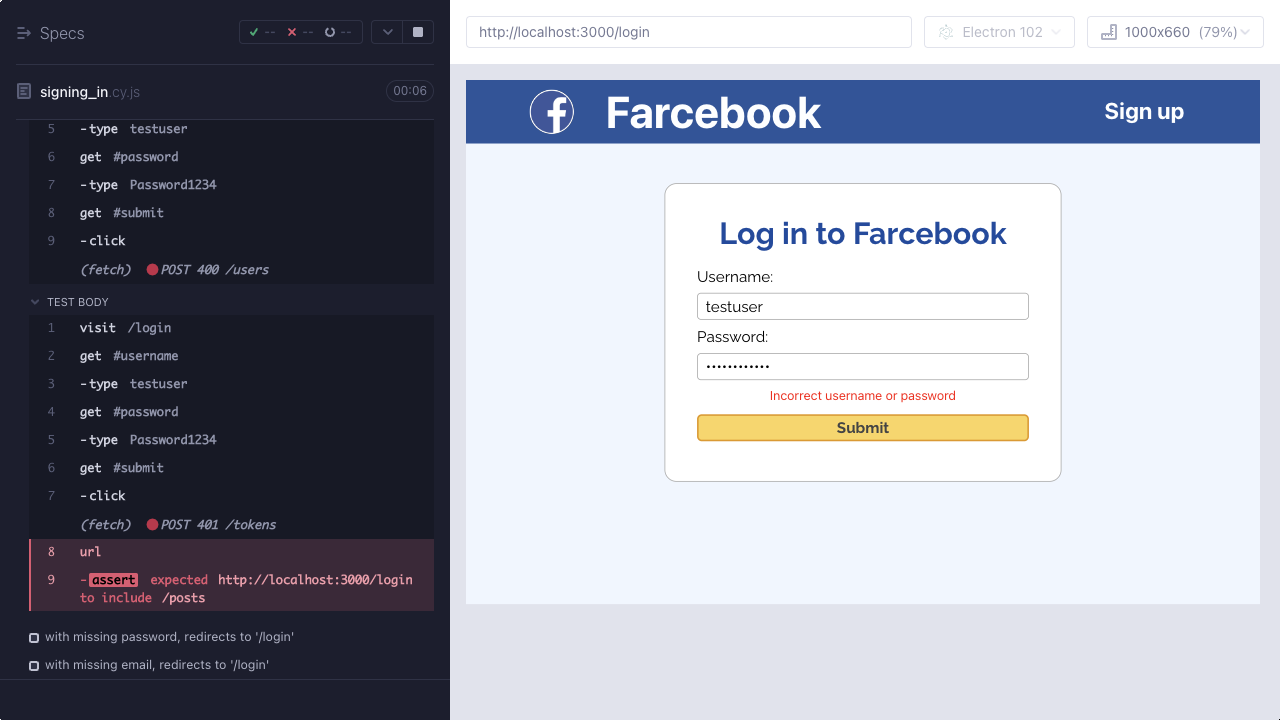 Specs
-- -- --
signing_in.cy.js
00:06
5 -type testuser
6 get #password
7 -type Password1234
8 get #submit
9 -click
(fetch) POST 400 /users
TEST BODY
1 visit /login
2 get #username
3 -type testuser
4 get #password
5 -type Password1234
6 get #submit
7 -click
(fetch) POST 401 /tokens
8 url
9 -assert expected http://localhost:3000/login
to include /posts
with missing password, redirects to '/login'
with missing email, redirects to '/login'
http://localhost:3000/login
Electron 102
1000x660 (79%)
Farcebook
Sign up
Log in to Farcebook
Username:
testuser
Password:
••••••••••••
Incorrect username or password
Submit